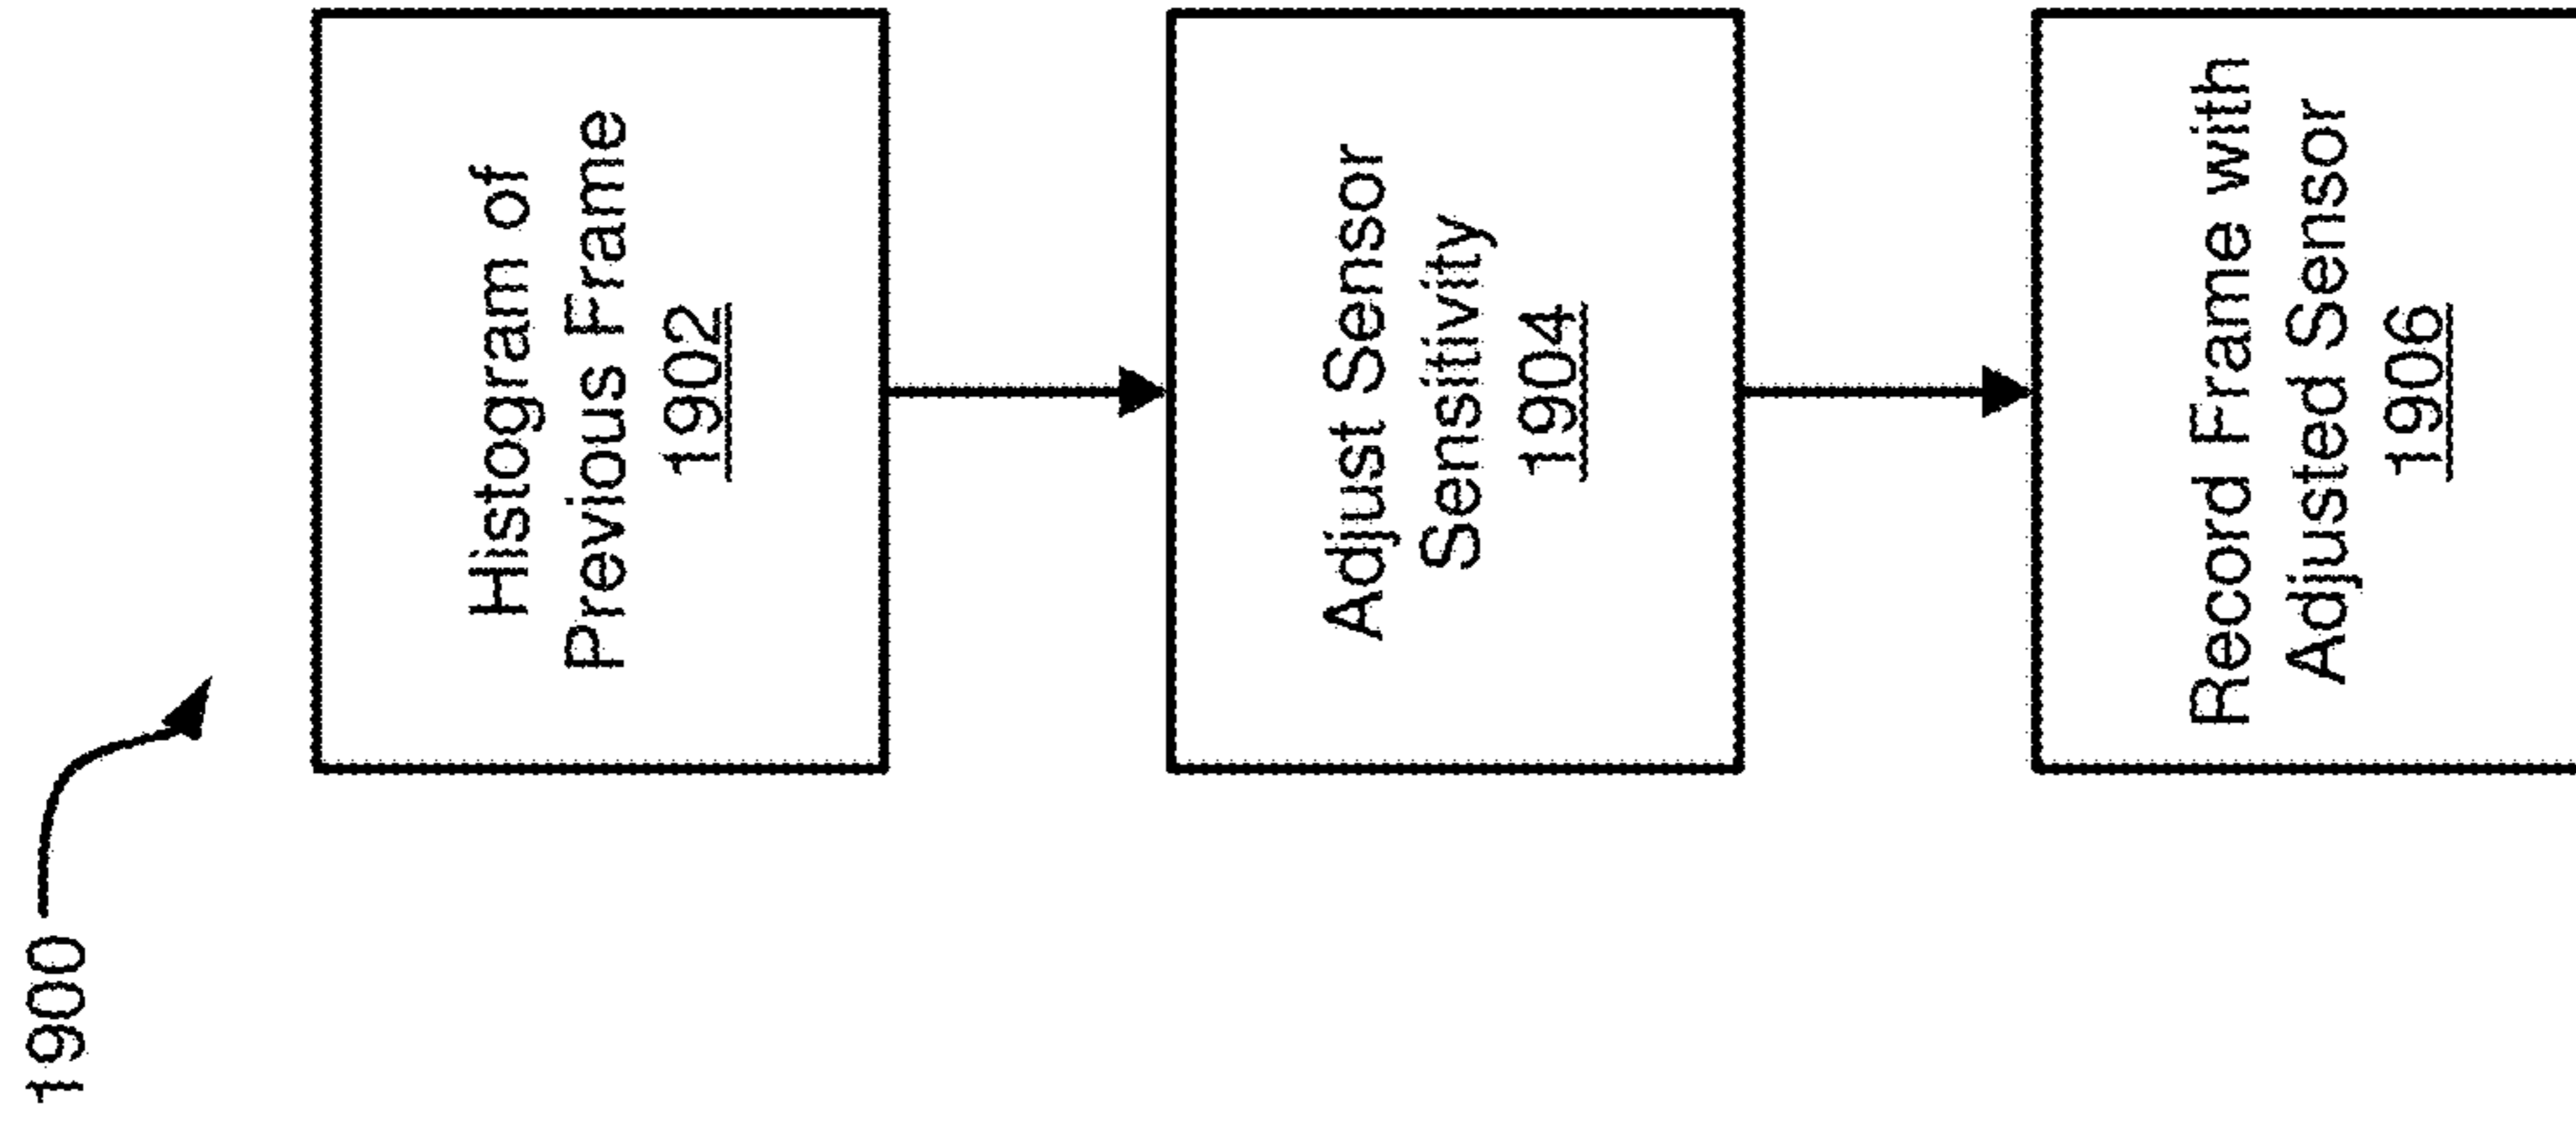 1900
Histogram of
Previous Frame
1902
Adjust Sensor
Sensitivity
1904
Record Frame with
Adjusted Sensor
1906